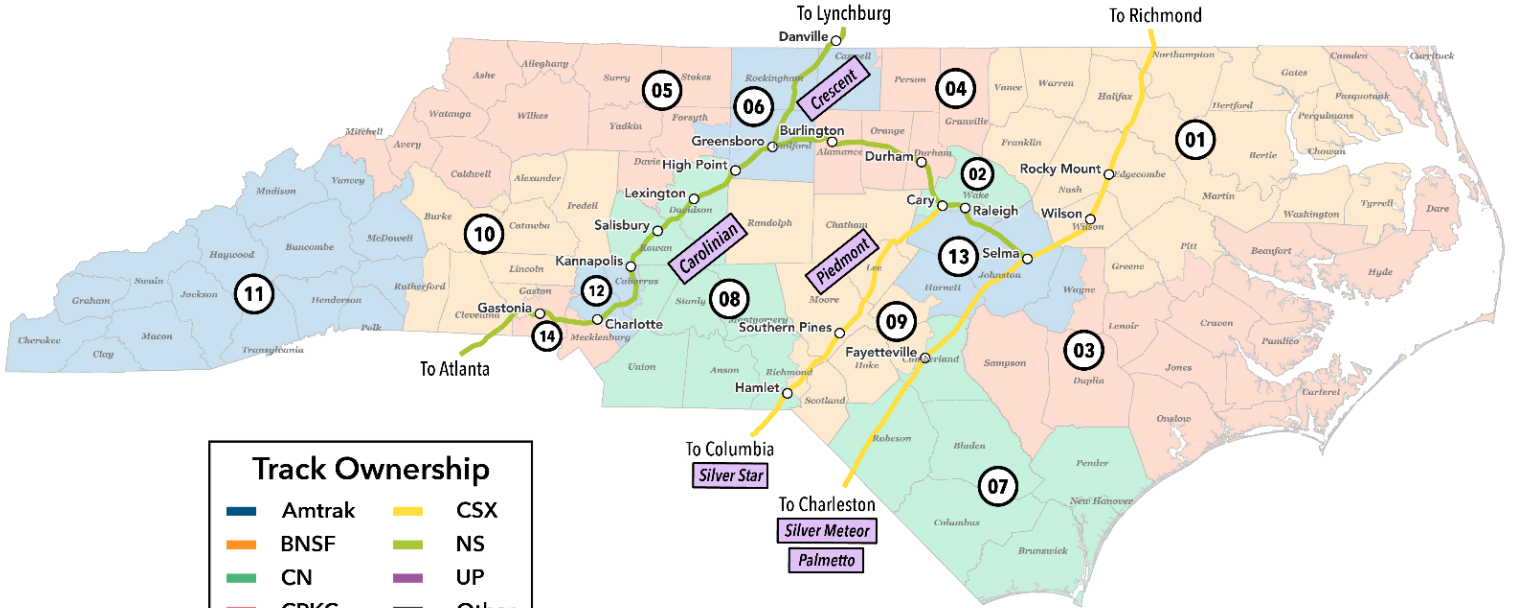 To Lynchburg
To Richmond
Danville
Caswell
Northampton
Camden
Currituck
Alleghany
Ashe
Surry
Stokes
Rockingham
Crescent
Person
Vance
Warren
Gates
Pasquotank
05
06
04
Halifax
Hertford
Perquimans
Watauga
Wilkes
Yadkin
Forsyth
Granville
Mitchell
Avery
Greensboro
Guilford
Burlington
Orange
Franklin
01
Chowan
Alamance
Durham
Durham
Bertie
Davie
High Point
02
Rocky Mount
Edgecombe
Madison
Yancey
Caldwell
Alexander
Lexington
Davidson
Wake
Nash
Martin
Iredell
Cary
Raleigh
Wilson
Wilson
Washington
Tyrrell
Dare
Burke
Catawba
10
Salisbury
Randolph
Chatham
McDowell
Buncombe
Haywood
Rowan
Carolinian
Piedmont
13
Selma
Pitt
Beaufort
Kannapolis
Lincoln
Lee
Johnston
Greene
Hyde
Swain
Jackson
11
Henderson
Rutherford
Gaston
12
Cabarrus
Stanly
08
Moore
Harnett
Wayne
Graham
Cleveland
Gastonia
Charlotte
Montgomery
Southern Pines
09
Lenoir
Craven
Cherokee
Macon
Clay
Polk
Transylvania
14
Mecklenburg
Fayetteville
Cumberland
Sampson
03
Pamlico
To Atlanta
Union
Anson
Richmond
Hoke
Duplin
Jones
Hamlet
Scotland
Carteret
Onslow
Robeson
Bladen
Pender
To Columbia
Silver Star
To Charleston
Silver Meteor
Palmetto
07
New Hanover
Columbus
Brunswick
Track Ownership
Amtrak
CSX
BNSF
NS
CN
UP
CPKC
Other